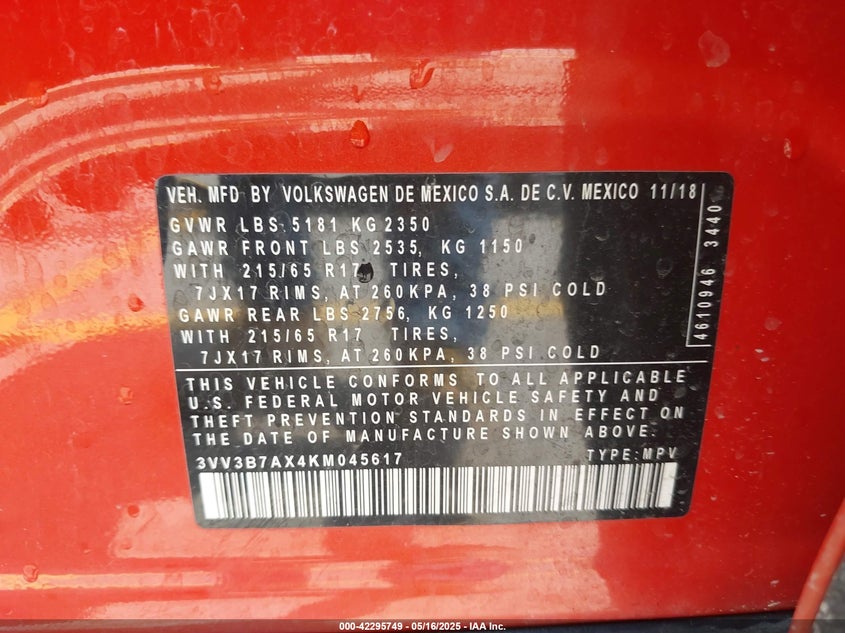 VEH. MFD BY VOLKSWAGEN DE MEXICO S.A. DE C.V. MEXICO 11/18
GVWR LBS 5181 KG 2350
GAWR FRONT LBS 2535, KG 1150
WITH 215/65 R17 TIRES,
7JX17 RIMS, AT 260KPA, 38 PSI COLD
GAWR REAR LBS 2756, KG 1250
WITH 215/65 R17 TIRES,
7JX17 RIMS, AT 260KPA, 38 PSI COLD
4610946 3440
THIS VEHICLE CONFORMS TO ALL APPLICABLE
U.S. FEDERAL MOTOR VEHICLE SAFETY AND
THEFT PREVENTION STANDARDS IN EFFECT ON
THE DATE OF MANUFACTURE SHOWN ABOVE.
3VV3B7AX4KM045617 TYPE:MPV
000-42295749 - 05/16/2025 - IAA Inc.